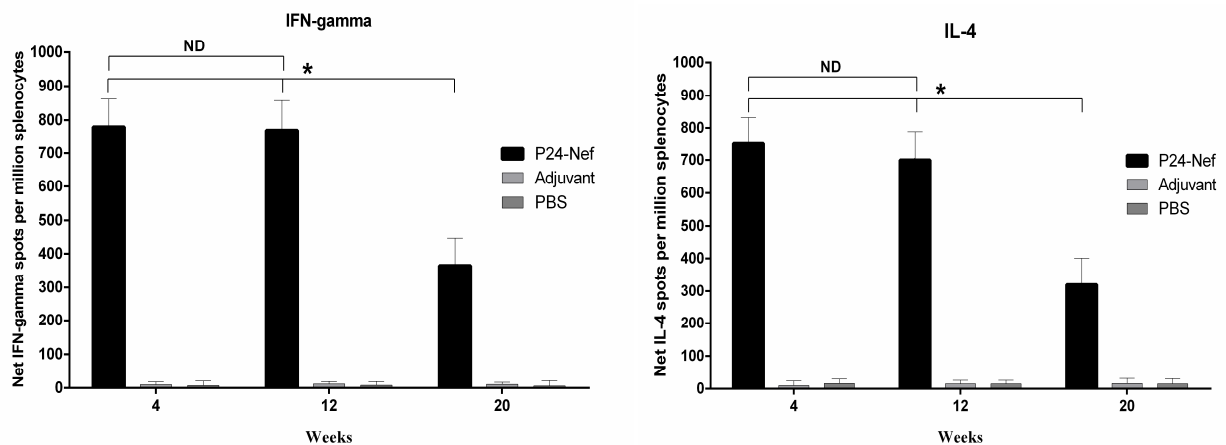 IFN-gamma
Net IFN-gamma spots per million splenocytes
1000
900
800
700
600
500
400
300
200
100
0
ND
*
P24-Nef
Adjuvant
PBS
4
12
20
Weeks
IL-4
Net IL-4 spots per million splenocytes
1000
900
800
700
600
500
400
300
200
100
0
ND
*
P24-Nef
Adjuvant
PBS
4
12
20
Weeks